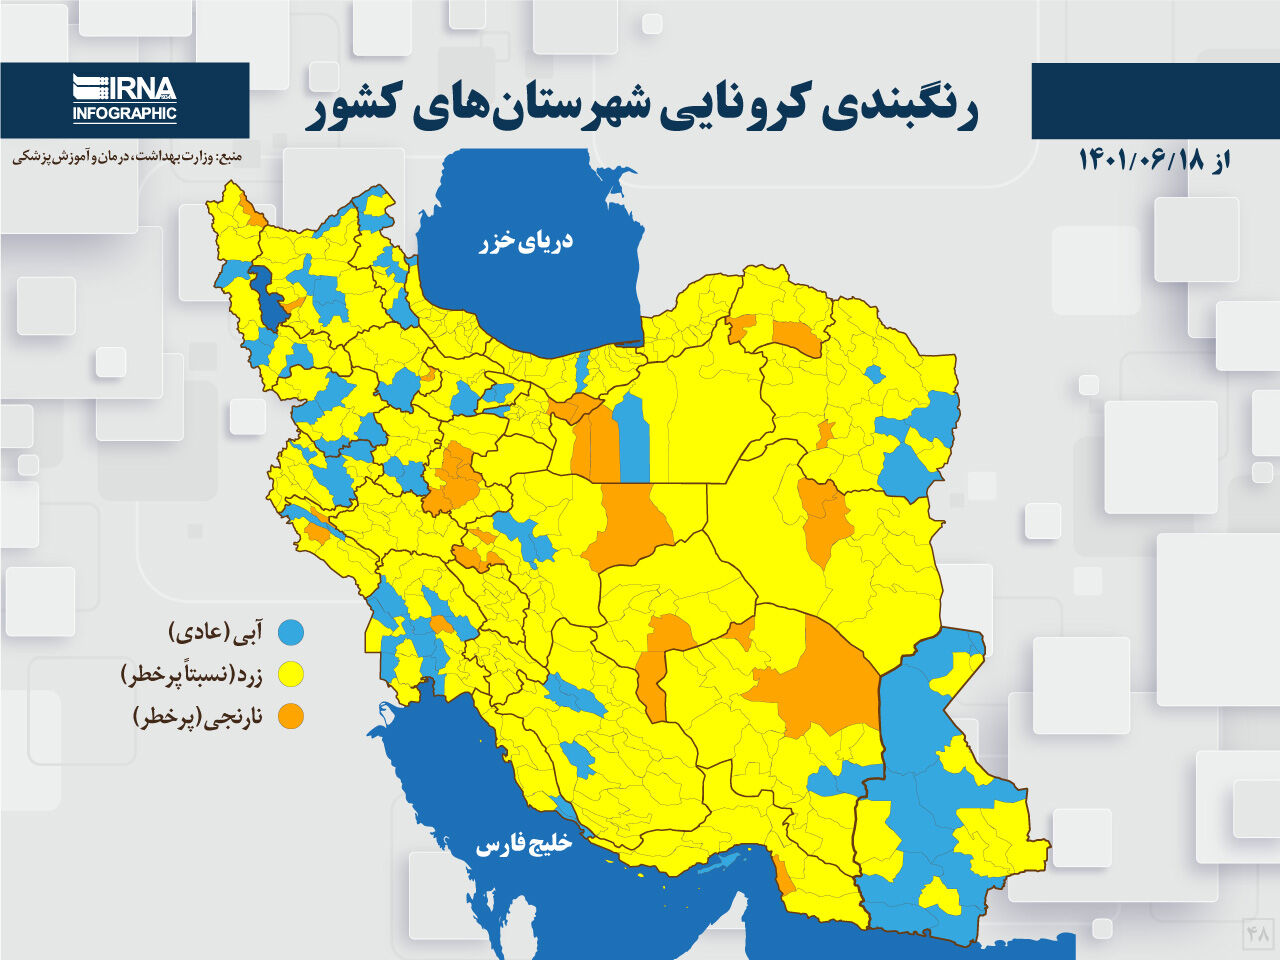 IRNA
INFOGRAPHIC
رنگبندی کرونایی شهرستان‌های کشور
منبع: وزارت بهداشت، درمان و آموزش پزشکی
از ۱۴۰۱/۰۶/۱۸
دریای خزر
آبی (عادی)
زرد (نسبتاً پرخطر)
نارنجی (پرخطر)
خلیج فارس
۴۸